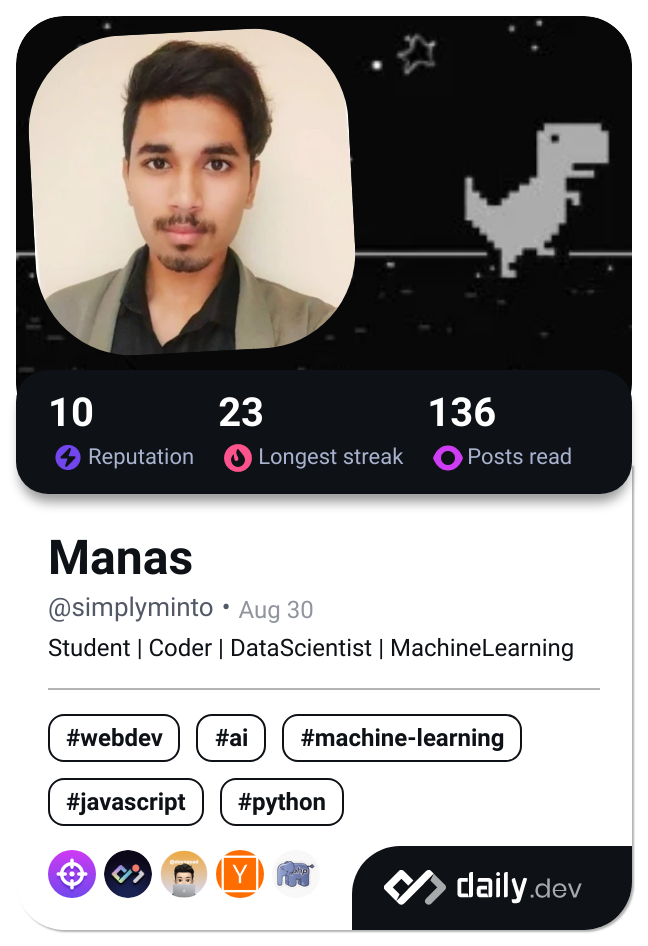 10 23 136
Reputation Longest streak Posts read
Manas
@simplyminto • Aug 30
Student | Coder | DataScientist | MachineLearning
#webdev #ai #machine-learning
#javascript #python
Y php
daily.dev